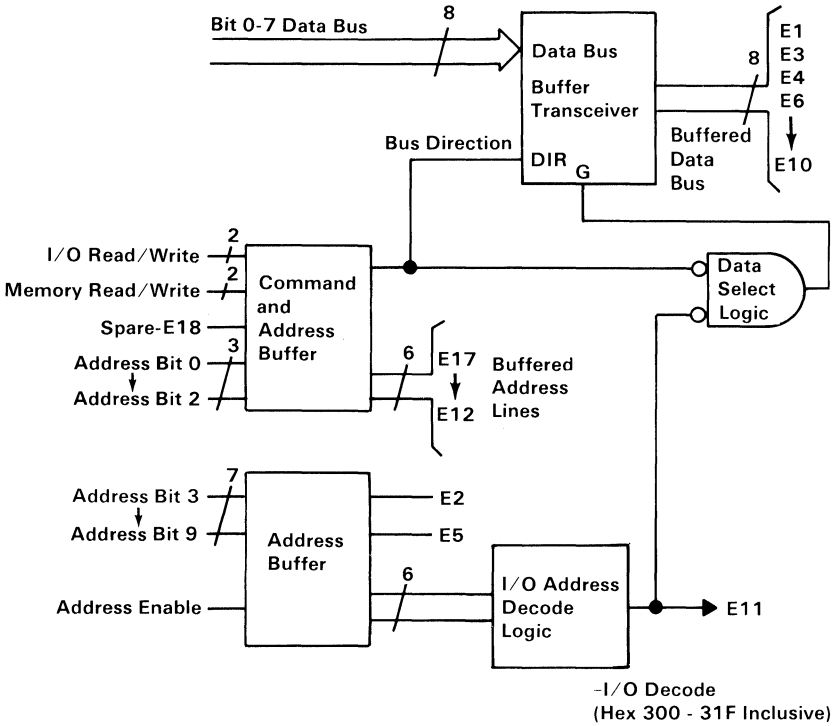 Bit 0-7 Data Bus
8
Data Bus
Buffer
Transceiver
DIR
G
8
E1
E3
E4
E6
E10
Buffered
Data
Bus
Bus Direction
I/O Read/Write
2
Memory Read/Write
2
Spare-E18
Address Bit 0
3
Address Bit 2
Command
and
Address
Buffer
6
E17
E12
Buffered
Address
Lines
Data
Select
Logic
Address Bit 3
7
Address Bit 9
Address Enable
Address
Buffer
E2
E5
6
I/O Address
Decode
Logic
E11
-I/O Decode
(Hex 300 - 31F Inclusive)